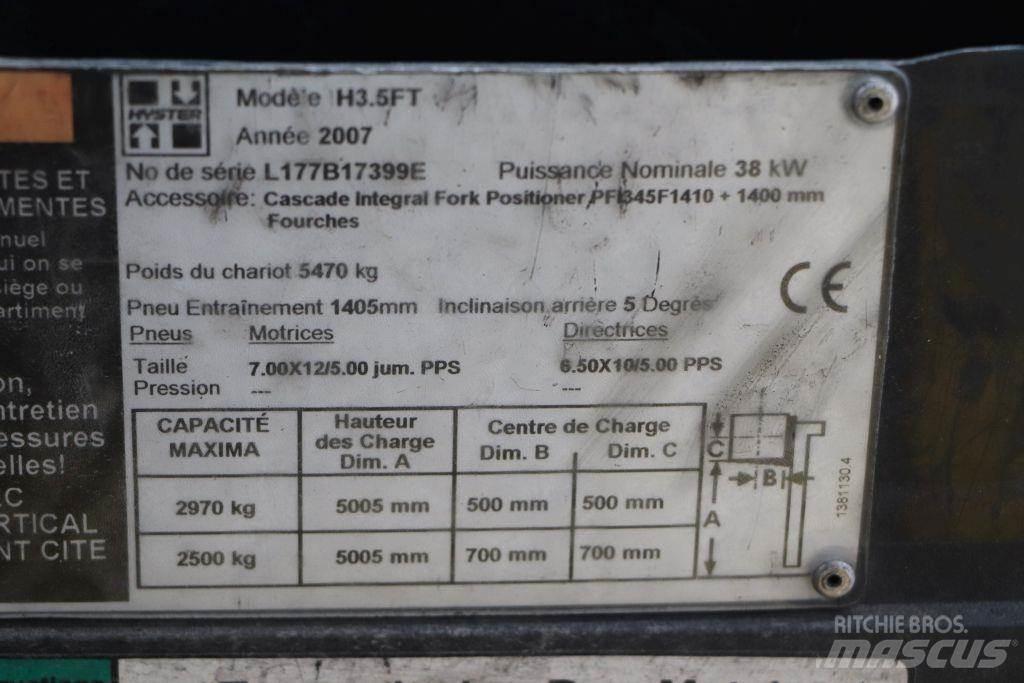 HYSTER
Modèle H3.5FT
Année 2007
No de série L177B17399E Puissance Nominale 38 kW
Accessoire: Cascade Integral Fork Positioner PFI345F1410 + 1400 mm
Fourches
Poids du chariot 5470 kg
Pneu Entraînement 1405mm Inclinaison arrière 5 Degrés
CE
Pneus Motrices Directrices
Taille 7.00X12/5.00 jum. PPS 6.50X10/5.00 PPS
Pression --- ---
CAPACITÉ MAXIMA Hauteur des Charge Dim. A Centre de Charge Dim. B Dim. C
2970 kg 5005 mm 500 mm 500 mm
2500 kg 5005 mm 700 mm 700 mm
C
B
A
1381130.4
TES ET
MENTES
nuel
ui on se
siège ou
partiment
on,
ntretien
essures
elles!
C
RTICAL
NT CITE
RITCHIE BROS.
MASCUS